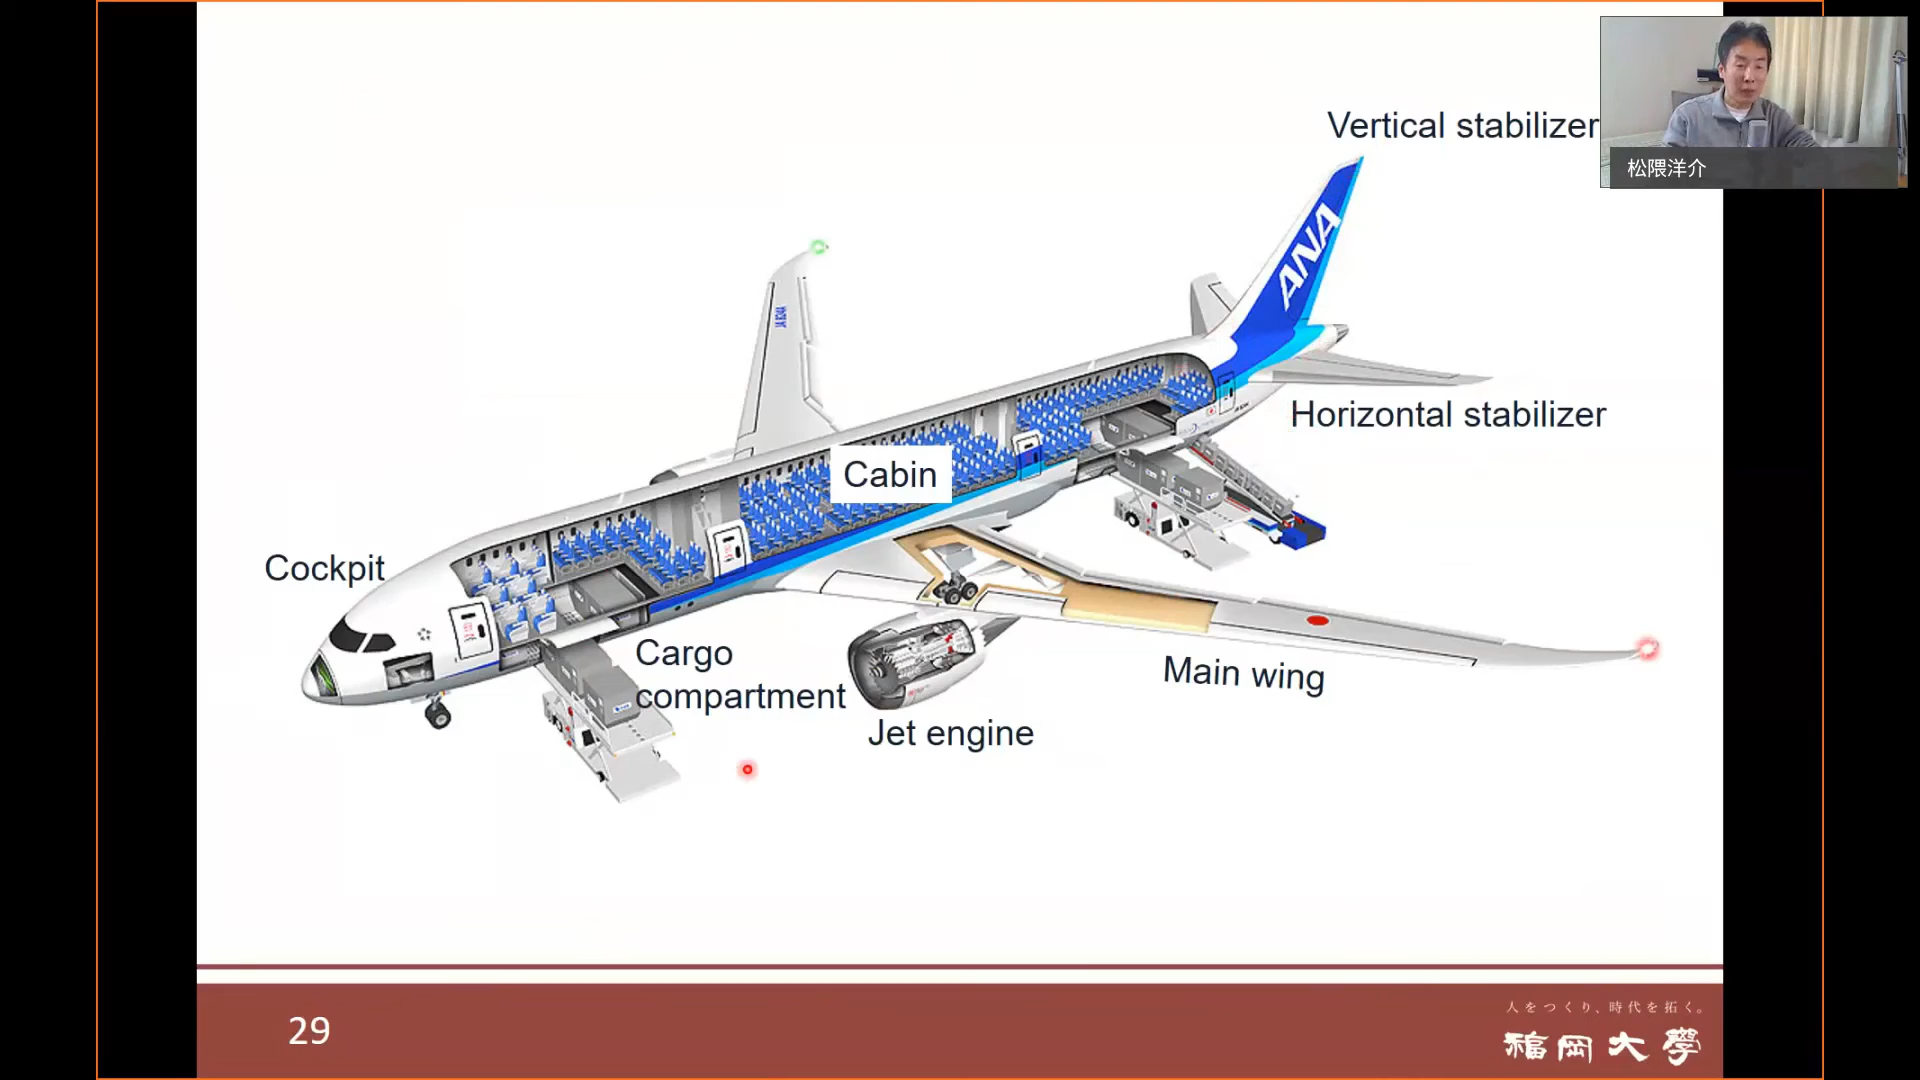 Vertical stabilizer
松隈洋介
ANA
JA824A
Horizontal stabilizer
Cabin
Cockpit
Cargo
compartment
Main wing
Jet engine
29
人をつくり、時代を拓く。
福岡大學